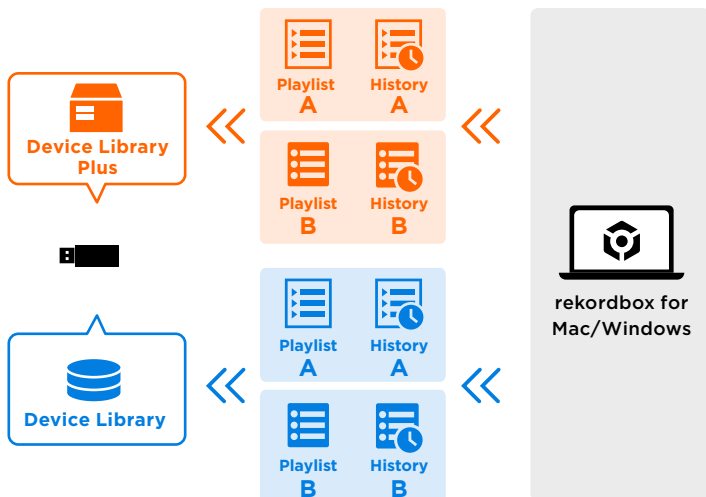 Device Library
Plus
Playlist
A
History
A
Playlist
B
History
B
Device Library
Playlist
A
History
A
Playlist
B
History
B
rekordbox for
Mac/Windows